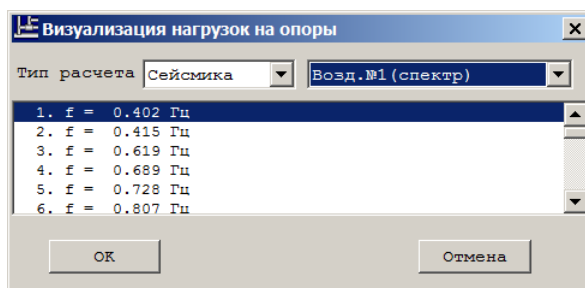 Визуализация нагрузок на опоры
Тип расчета Сейсмика Возд.№1(спектр)
1. f = 0.402 Гц
2. f = 0.415 Гц
3. f = 0.619 Гц
4. f = 0.689 Гц
5. f = 0.728 Гц
6. f = 0.807 Гц
OK Отмена